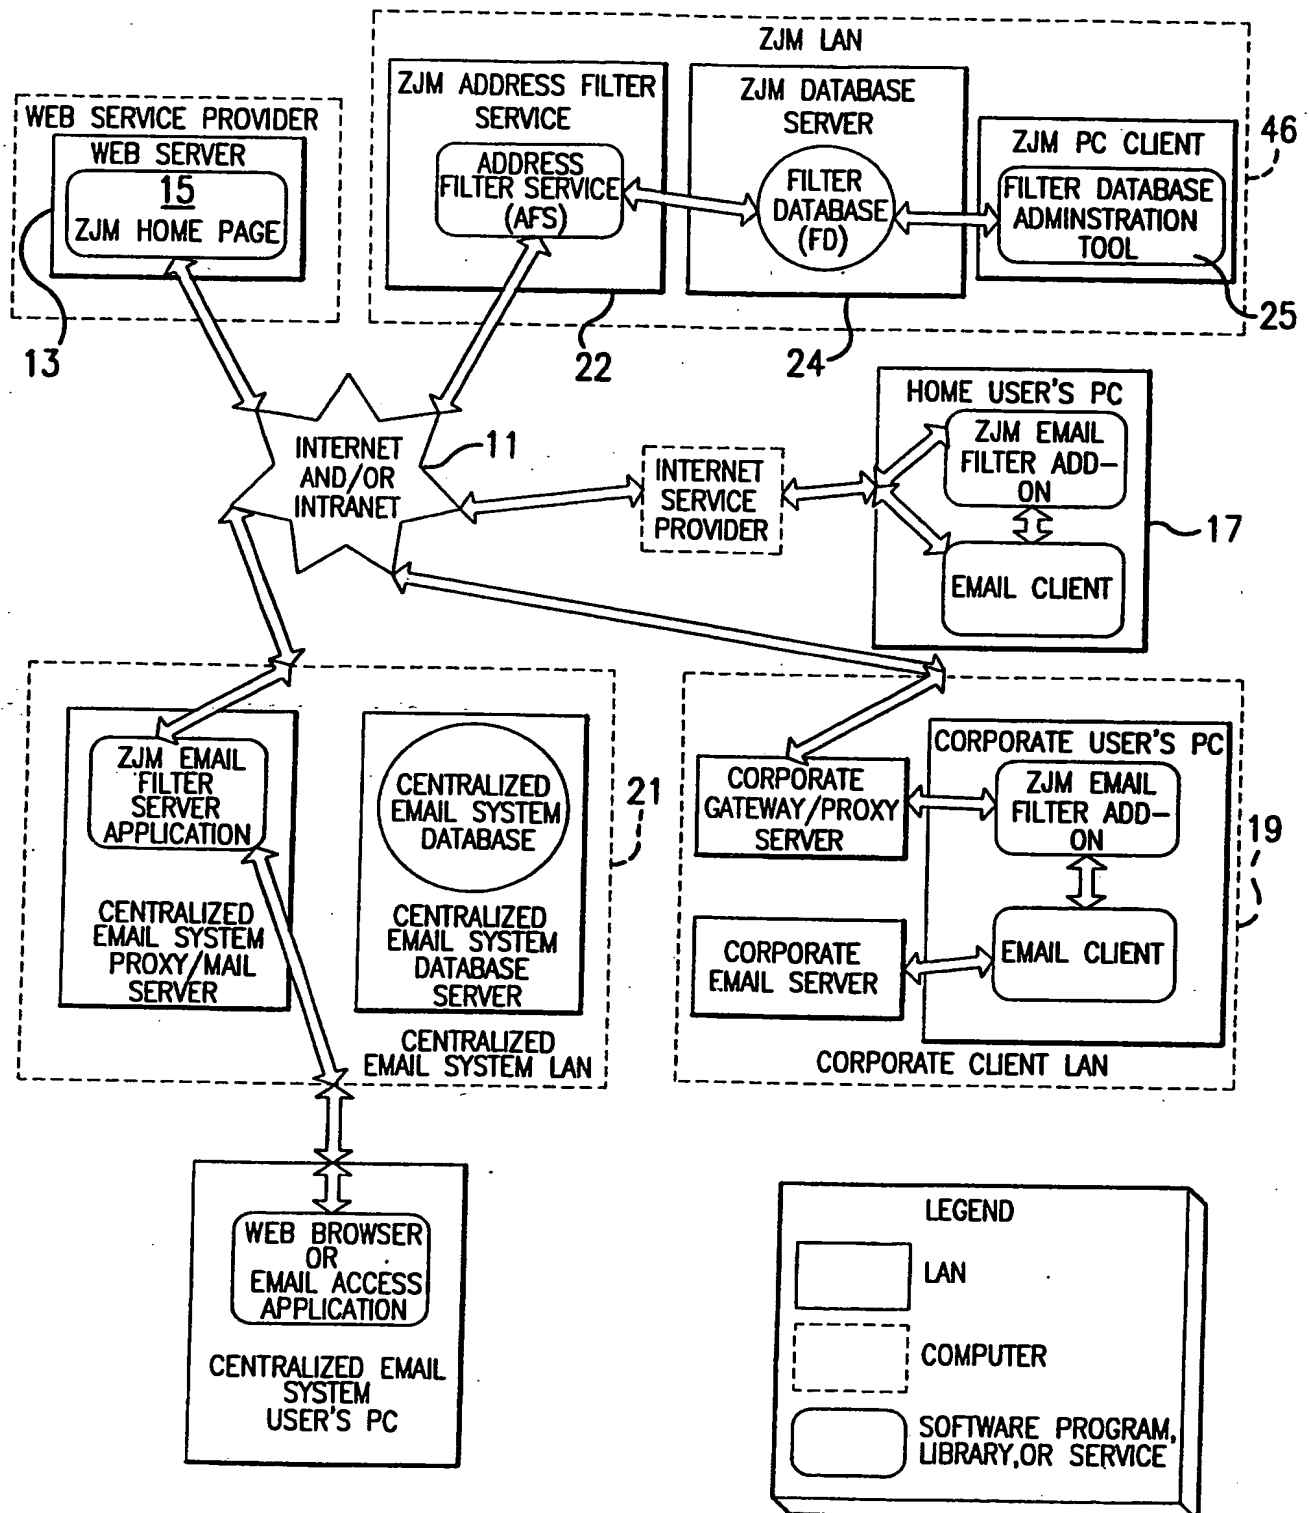 ZJM LAN
WEB SERVICE PROVIDER
WEB SERVER
15
ZJM HOME PAGE
13
ZJM ADDRESS FILTER
SERVICE
ADDRESS
FILTER SERVICE
(AFS)
22
ZJM DATABASE
SERVER
FILTER
DATABASE
(FD)
24
ZJM PC CLIENT
FILTER DATABASE
ADMINSTRATION
TOOL
25
46
INTERNET
AND/OR
INTRANET
11
INTERNET
SERVICE
PROVIDER
HOME USER'S PC
ZJM EMAIL
FILTER ADD-
ON
EMAIL CLIENT
17
ZJM EMAIL
FILTER
SERVER
APPLICATION
CENTRALIZED
EMAIL SYSTEM
PROXY/MAIL
SERVER
CENTRALIZED
EMAIL SYSTEM
DATABASE
CENTRALIZED
EMAIL SYSTEM
DATABASE
SERVER
CENTRALIZED
EMAIL SYSTEM LAN
21
CORPORATE
GATEWAY/PROXY
SERVER
CORPORATE
EMAIL SERVER
CORPORATE USER'S PC
ZJM EMAIL
FILTER ADD-
ON
EMAIL CLIENT
CORPORATE CLIENT LAN
19
WEB BROWSER
OR
EMAIL ACCESS
APPLICATION
CENTRALIZED EMAIL
SYSTEM
USER'S PC
LEGEND
LAN
COMPUTER
SOFTWARE PROGRAM,
LIBRARY,OR SERVICE